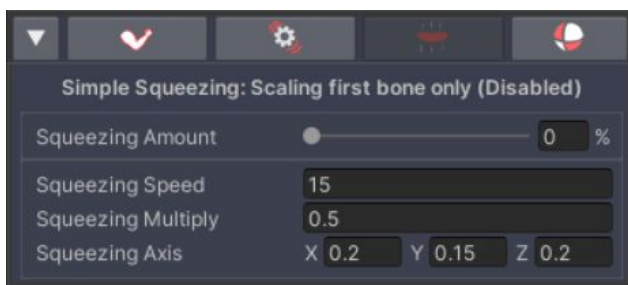 Simple Squeezing: Scaling first bone only (Disabled)
Squeezing Amount 0 %
Squeezing Speed 15
Squeezing Multiply 0.5
Squeezing Axis X 0.2 Y 0.15 Z 0.2